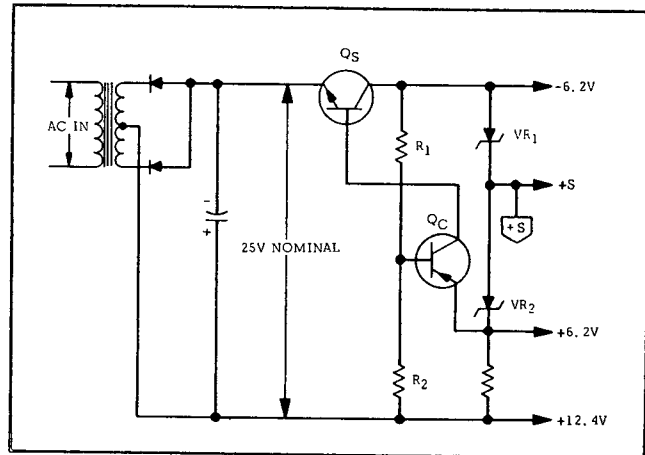 QS
-6.2V
AC IN
R1
VR1
+S
+S
-
+
25V NOMINAL
QC
R2
VR2
+6.2V
+12.4V